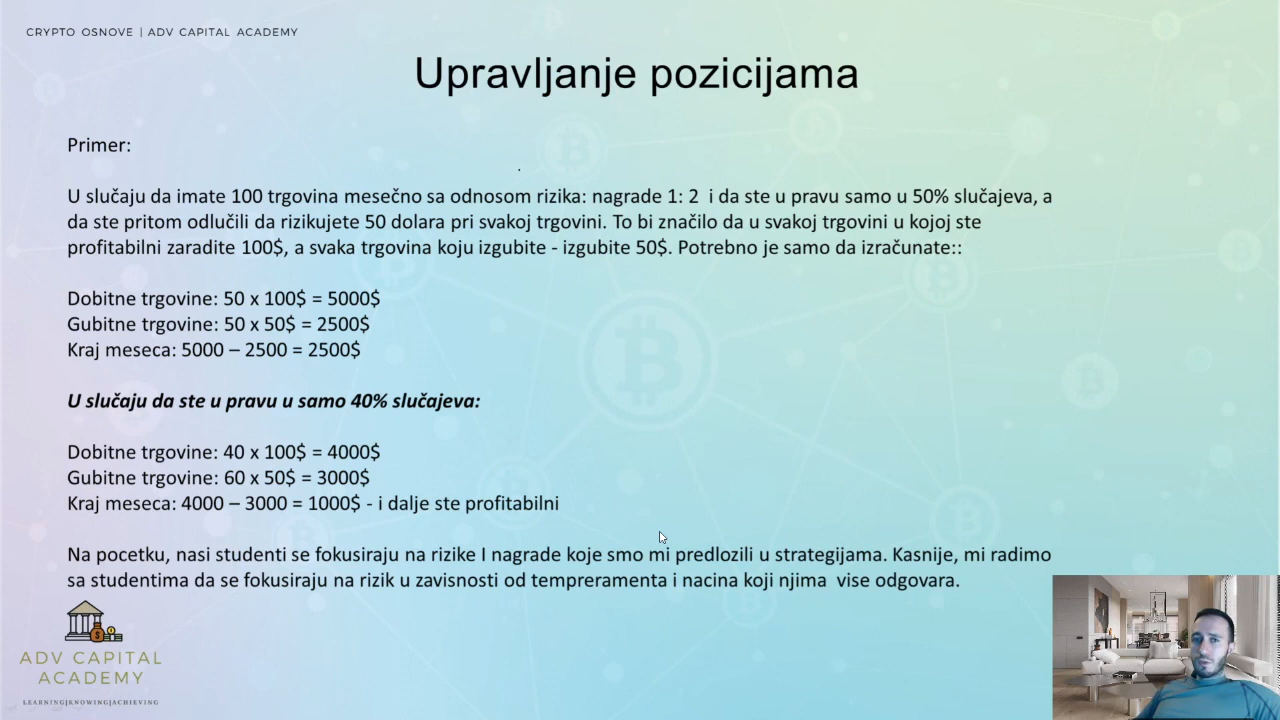 CRYPTO OSNOVE | ADV CAPITAL ACADEMY
Upravljanje pozicijama
Primer:
U slučaju da imate 100 trgovina mesečno sa odnosom rizika: nagrade 1: 2 i da ste u pravu samo u 50% slučajeva, a
da ste pritom odlučili da rizikujete 50 dolara pri svakoj trgovini. To bi značilo da u svakoj trgovini u kojoj ste
profitabilni zaradite 100$, a svaka trgovina koju izgubite - izgubite 50$. Potrebno je samo da izračunate::
Dobitne trgovine: 50 x 100$ = 5000$
Gubitne trgovine: 50 x 50$ = 2500$
Kraj meseca: 5000 – 2500 = 2500$
U slučaju da ste u pravu u samo 40% slučajeva:
Dobitne trgovine: 40 x 100$ = 4000$
Gubitne trgovine: 60 x 50$ = 3000$
Kraj meseca: 4000 – 3000 = 1000$ - i dalje ste profitabilni
Na pocetku, nasi studenti se fokusiraju na rizike I nagrade koje smo mi predlozili u strategijama. Kasnije, mi radimo
sa studentima da se fokusiraju na rizik u zavisnosti od tempreramenta i nacina koji njima vise odgovara.
ADV CAPITAL
ACADEMY
LEARNING|KNOWING|ACHIEVING